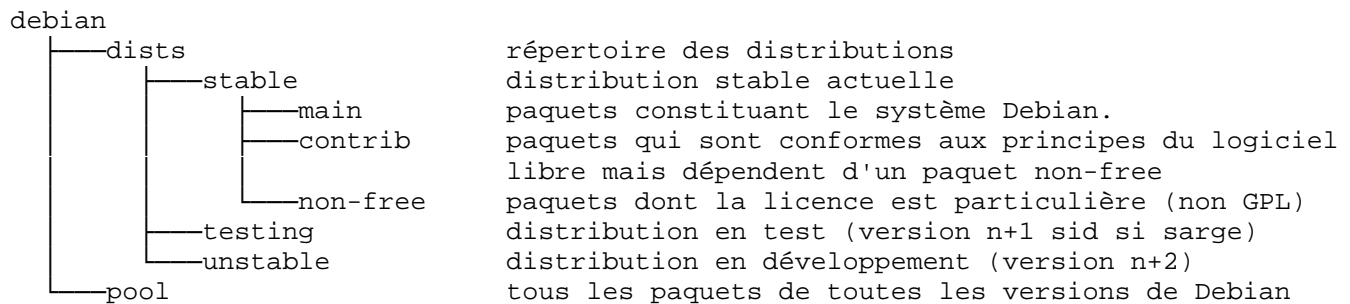 debian
├───dists répertoire des distributions
│ ├───stable distribution stable actuelle
│ │ ├───main paquets constituant le système Debian.
│ │ ├───contrib paquets qui sont conformes aux principes du logiciel
│ │ │ libre mais dépendent d'un paquet non-free
│ │ └───non-free paquets dont la licence est particulière (non GPL)
│ ├───testing distribution en test (version n+1 sid si sarge)
│ └───unstable distribution en développement (version n+2)
└───pool tous les paquets de toutes les versions de Debian